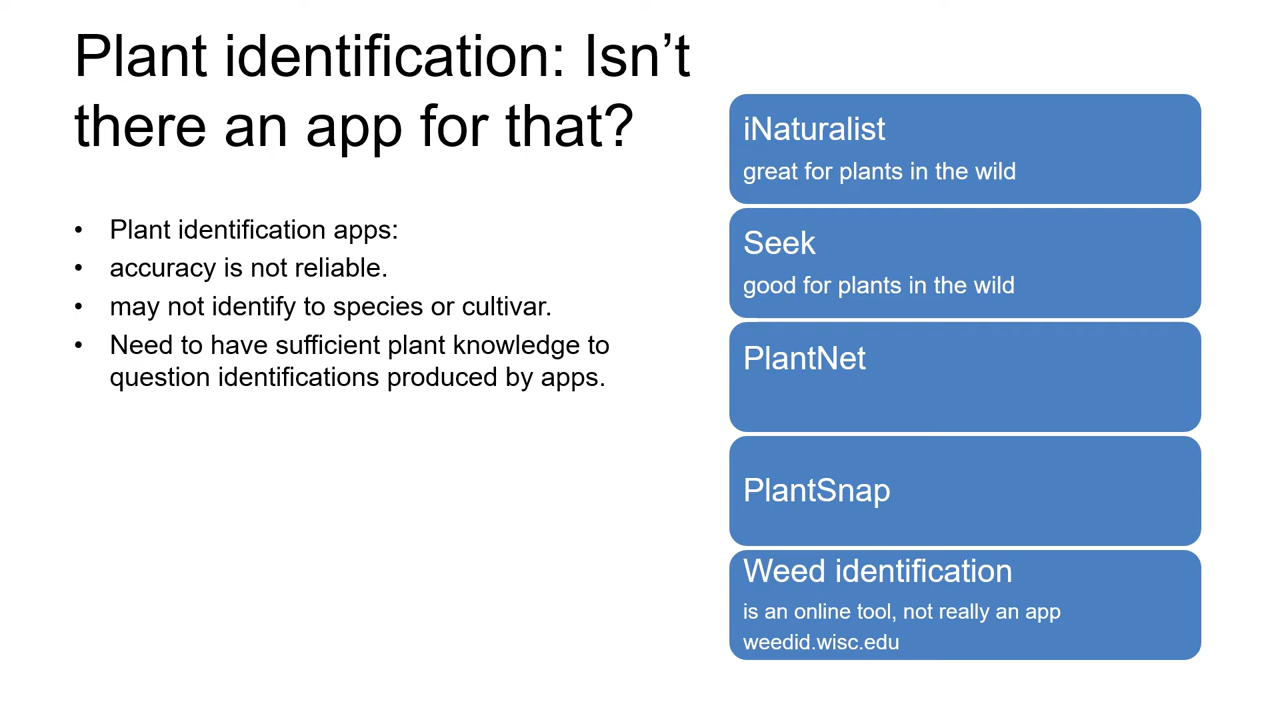 Plant identification: Isn’t
there an app for that?
• Plant identification apps:
• accuracy is not reliable.
• may not identify to species or cultivar.
• Need to have sufficient plant knowledge to
question identifications produced by apps.
iNaturalist
great for plants in the wild
Seek
good for plants in the wild
PlantNet
PlantSnap
Weed identification
is an online tool, not really an app
weedid.wisc.edu